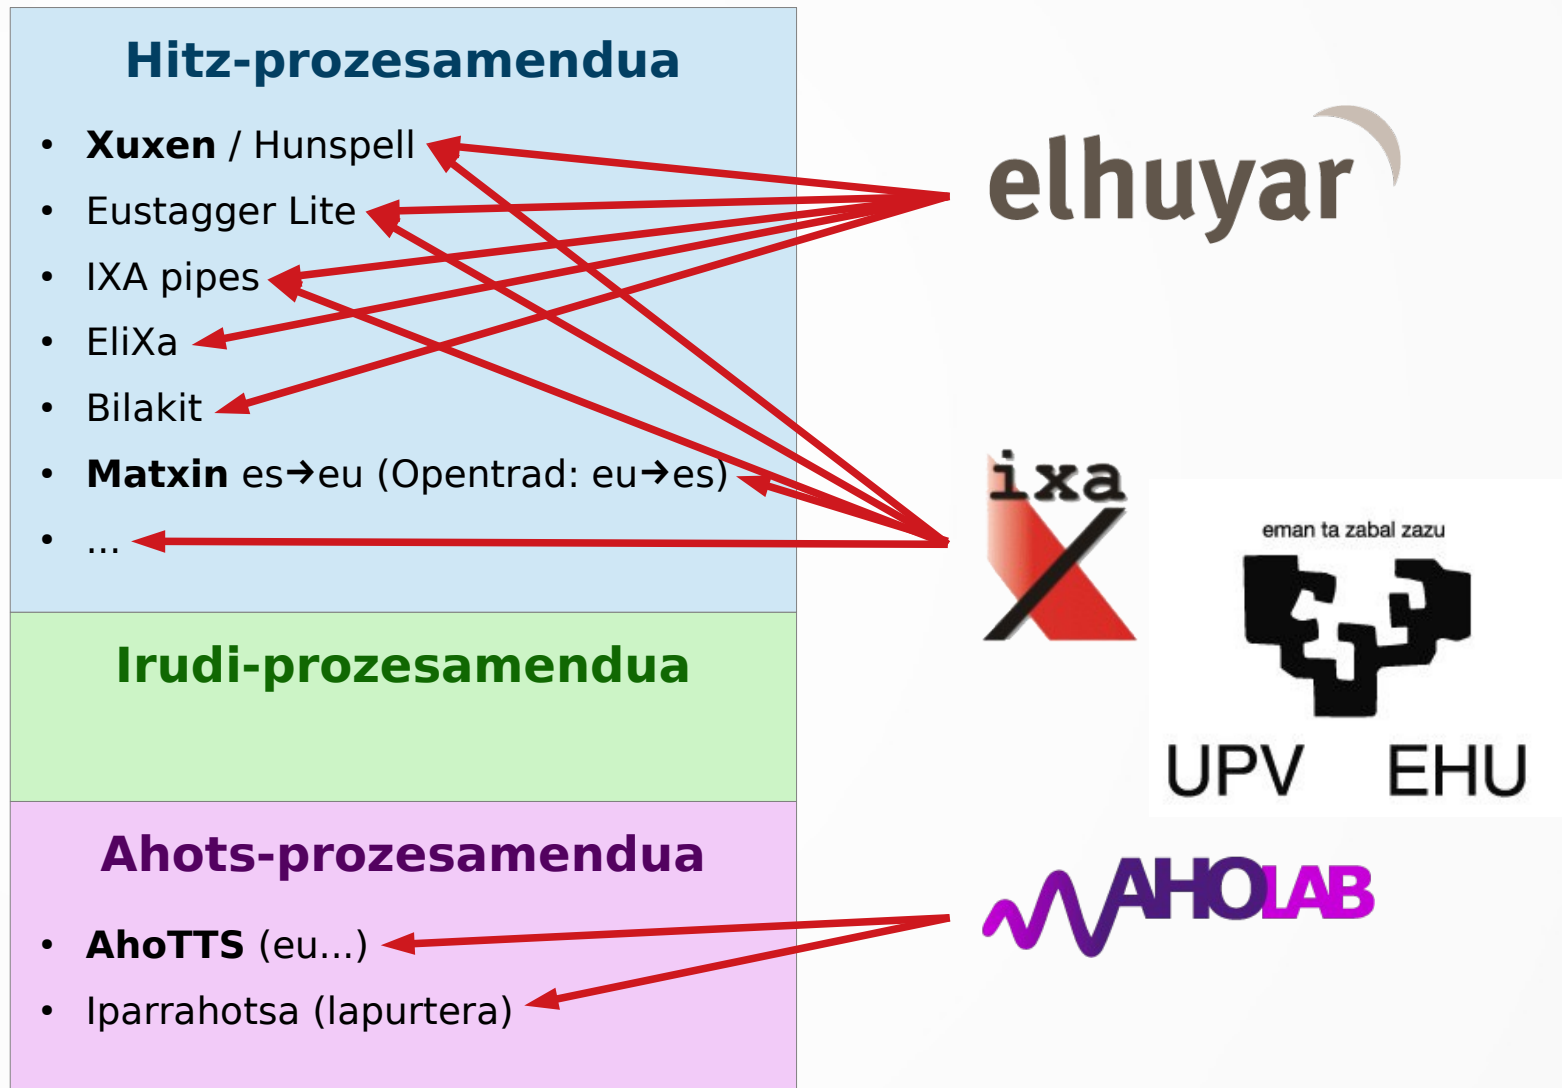 Hitz-prozesamendua
• Xuxen / Hunspell
• Eustagger Lite
• IXA pipes
• EliXa
• Bilakit
• Matxin es→eu (Opentrad: eu→es)
• ...
Irudi-prozesamendua
Ahots-prozesamendua
• AhoTTS (eu...)
• Iparrahotsa (lapurtera)
elhuyar
ixa
eman ta zabal zazu
UPV EHU
AHOLAB